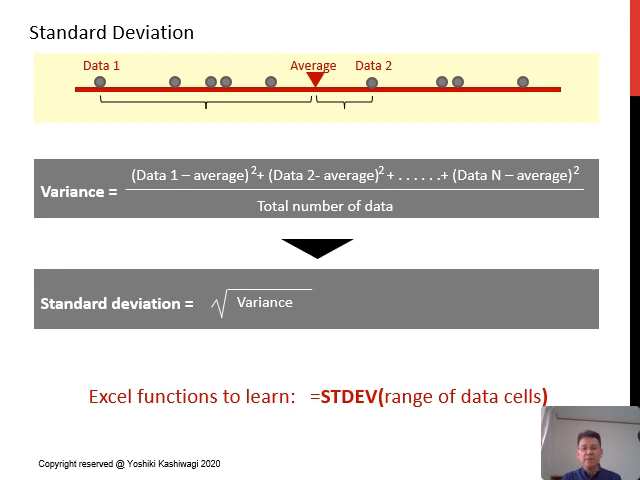 Standard Deviation
Data 1 Average Data 2
(Data 1 – average)²+ (Data 2- average)²+ . . . . . .+ (Data N – average)²
Variance =
Total number of data
Standard deviation = √Variance
Excel functions to learn: =STDEV(range of data cells)
Copyright reserved @ Yoshiki Kashiwagi 2020